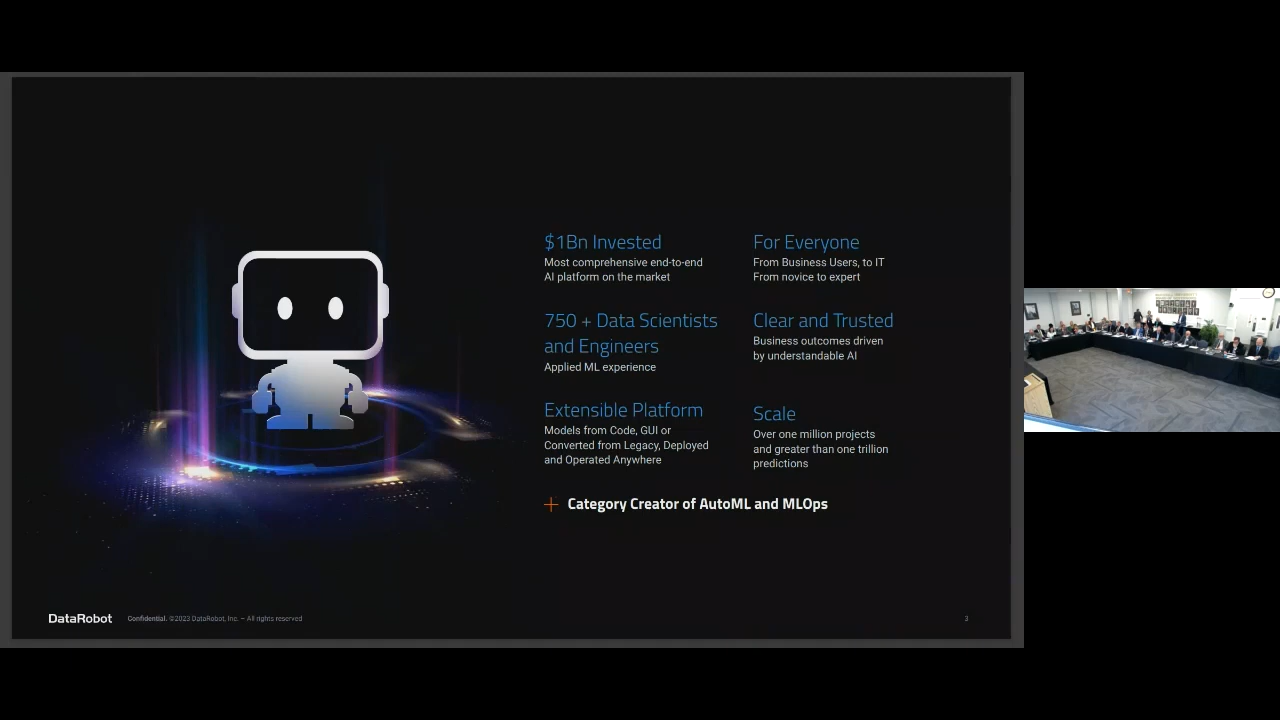 $1Bn Invested
Most comprehensive end-to-end
AI platform on the market
750 + Data Scientists
and Engineers
Applied ML experience
Extensible Platform
Models from Code, GUI or
Converted from Legacy, Deployed
and Operated Anywhere
For Everyone
From Business Users, to IT
From novice to expert
Clear and Trusted
Business outcomes driven
by understandable AI
Scale
Over one million projects
and greater than one trillion
predictions
+ Category Creator of AutoML and MLOps
DataRobot
Confidential. ©2023 DataRobot, Inc. – All rights reserved
3